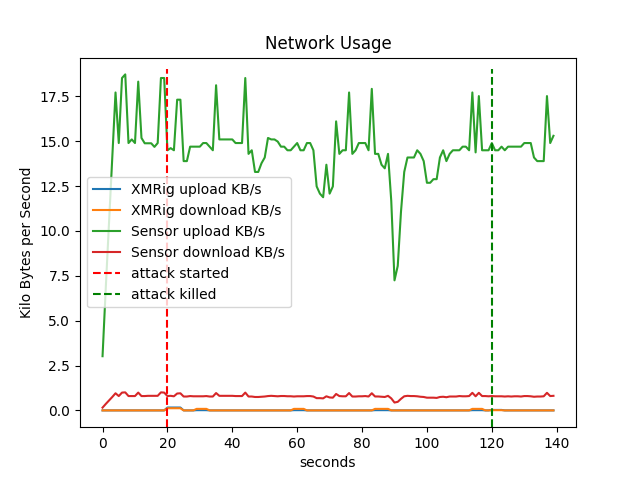 Network Usage
Kilo Bytes per Second
17.5
15.0
12.5
10.0
7.5
5.0
2.5
0.0
XMRig upload KB/s
XMRig download KB/s
Sensor upload KB/s
Sensor download KB/s
attack started
attack killed
0 20 40 60 80 100 120 140
seconds